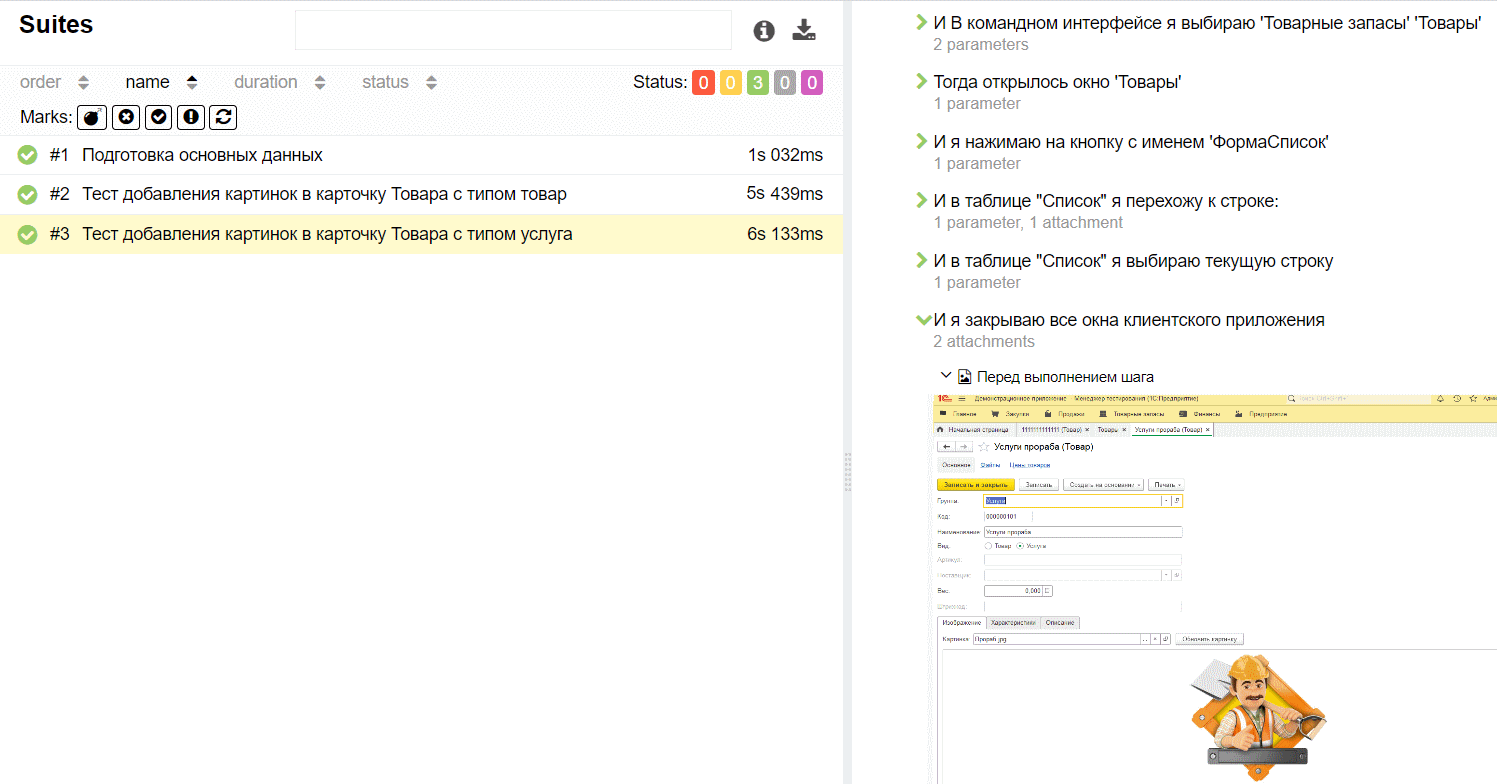 Suites
order name duration status Status: 0 0 3 0 0
Marks:
#1 Подготовка основных данных 1s 032ms
#2 Тест добавления картинок в карточку Товара с типом товар 5s 439ms
#3 Тест добавления картинок в карточку Товара с типом услуга 6s 133ms
И В командном интерфейсе я выбираю 'Товарные запасы' 'Товары'
2 parameters
Тогда открылось окно 'Товары'
1 parameter
И я нажимаю на кнопку с именем 'ФормаСписок'
1 parameter
И в таблице "Список" я перехожу к строке:
1 parameter, 1 attachment
И в таблице "Список" я выбираю текущую строку
1 parameter
И я закрываю все окна клиентского приложения
2 attachments
Перед выполнением шага
Демонстрационное приложение Менеджер тестирования (1С:Предприятие)
Главное Закупки Продажи Товарные запасы Финансы Предприятие
Начальная страница 1111111111111 (Товар) × Товары × Услуги прораба (Товар) ×
Услуги прораба (Товар)
Основное Файлы Цены товаров
Записать и закрыть Записать Создать на основании Печать
Группа: Услуги
Код: 000000101
Наименование: Услуги прораба
Вид: Товар Услуга
Артикул:
Поставщик:
Вес: 0,000
Штрихкод:
Изображение Характеристики Описание
Картинка: Прораб.jpg Обновить картинку